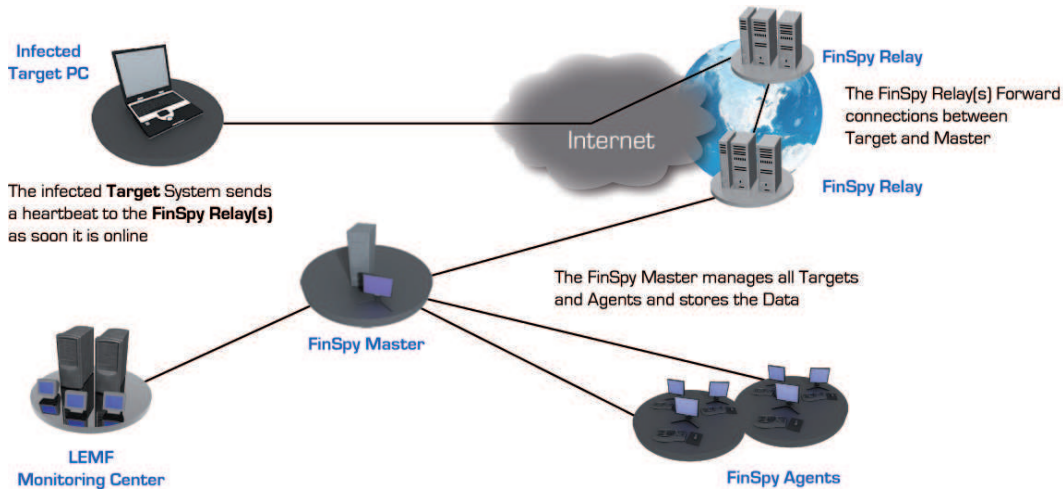 Infected
Target PC
FinSpy Relay
The FinSpy Relay(s) Forward
connections between
Target and Master
Internet
FinSpy Relay
The infected Target System sends
a heartbeat to the FinSpy Relay(s)
as soon it is online
The FinSpy Master manages all Targets
and Agents and stores the Data
FinSpy Master
LEMF
Monitoring Center
FinSpy Agents